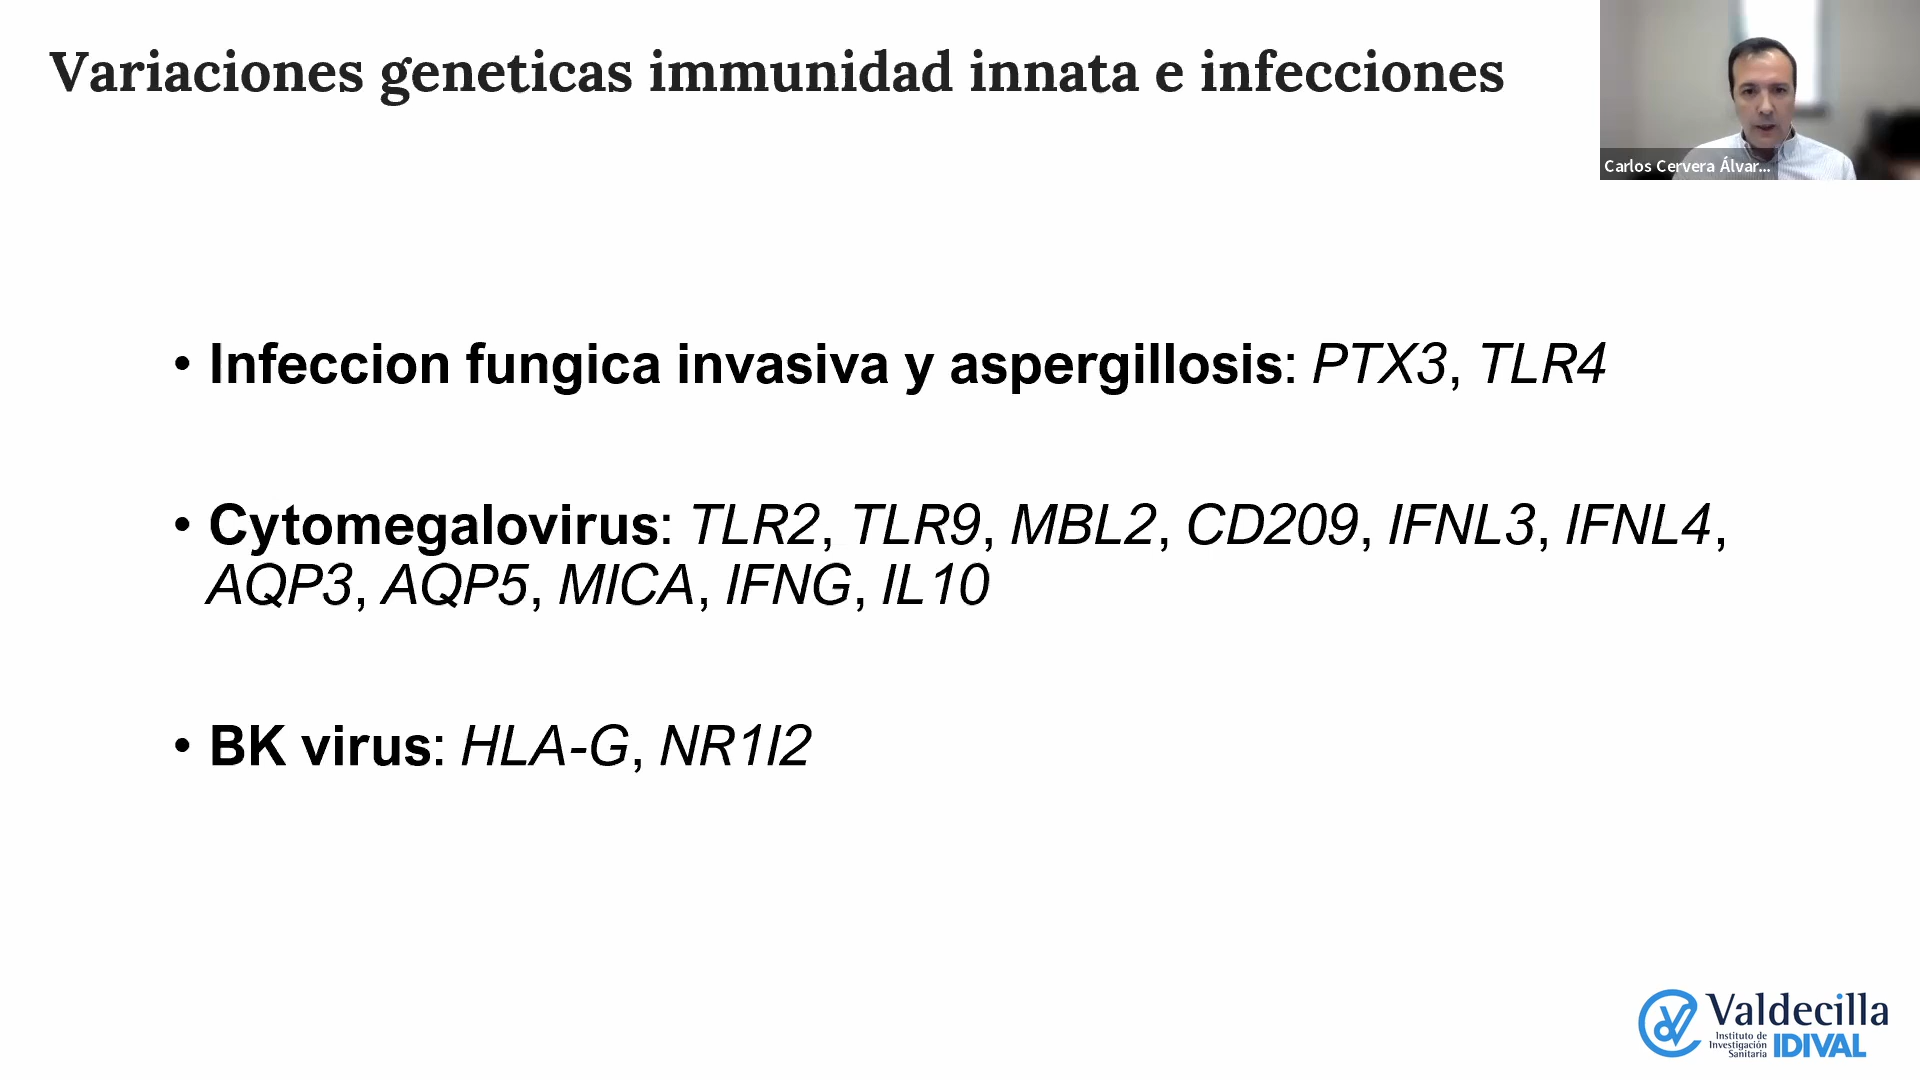 Variaciones geneticas immunidad innata e infecciones
Carlos Cervera Álvar...
• Infeccion fungica invasiva y aspergillosis: PTX3, TLR4
• Cytomegalovirus: TLR2, TLR9, MBL2, CD209, IFNL3, IFNL4,
AQP3, AQP5, MICA, IFNG, IL10
• BK virus: HLA-G, NR1I2
Valdecilla
Instituto de
Investigación
Sanitaria
IDIVAL